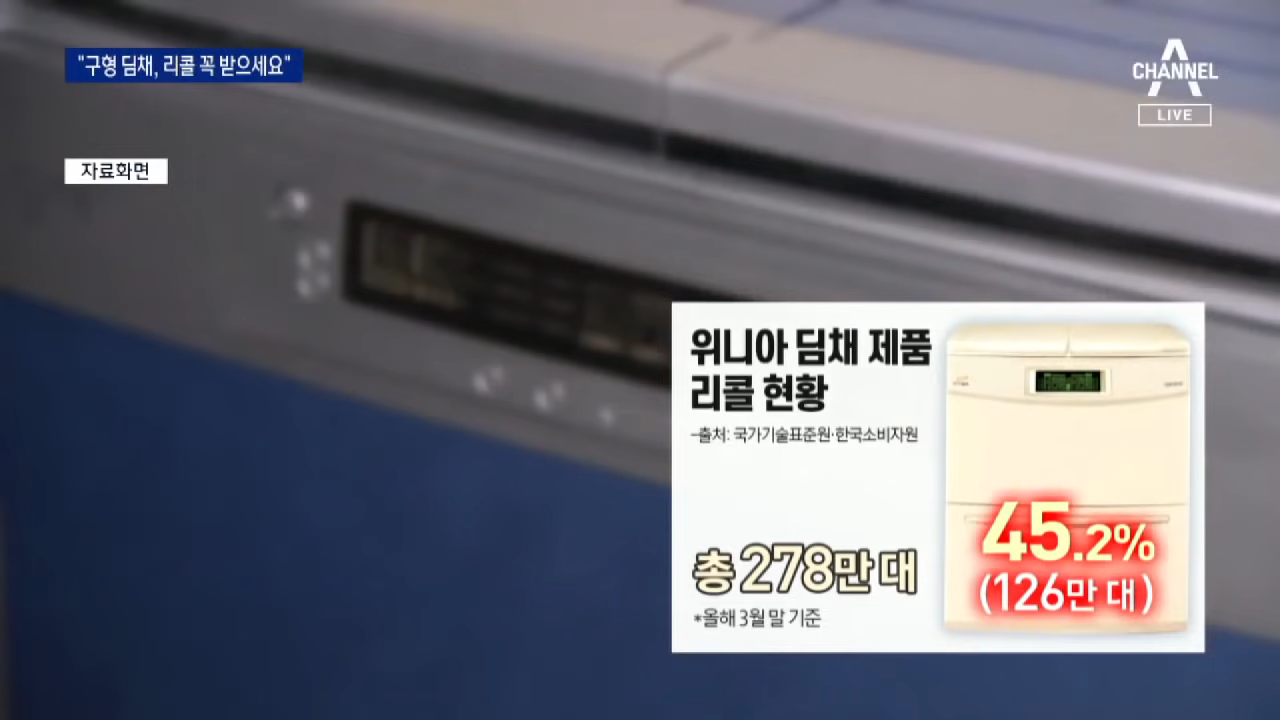 "구형 딤채, 리콜 꼭 받으세요"
CHANNEL
LIVE
자료화면
위니아 딤채 제품
리콜 현황
-출처: 국가기술표준원·한국소비자원
총 278만 대
*올해 3월 말 기준
45.2%
(126만 대)